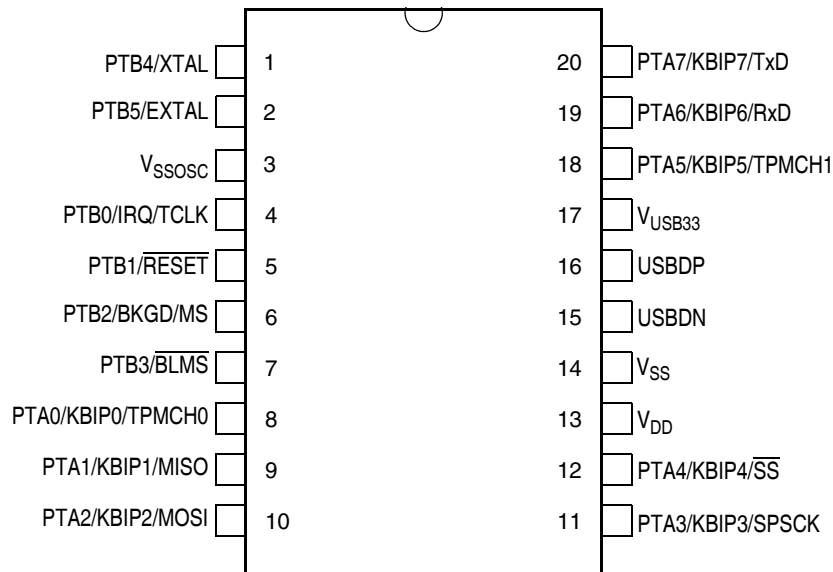 PTB4/XTAL 1 20 PTA7/KBIP7/TxD
PTB5/EXTAL 2 19 PTA6/KBIP6/RxD
VSSOSC 3 18 PTA5/KBIP5/TPMCH1
PTB0/IRQ/TCLK 4 17 VUSB33
PTB1/RESET 5 16 USBDP
PTB2/BKGD/MS 6 15 USBDN
PTB3/BLMS 7 14 VSS
PTA0/KBIP0/TPMCH0 8 13 VDD
PTA1/KBIP1/MISO 9 12 PTA4/KBIP4/SS
PTA2/KBIP2/MOSI 10 11 PTA3/KBIP3/SPSCK